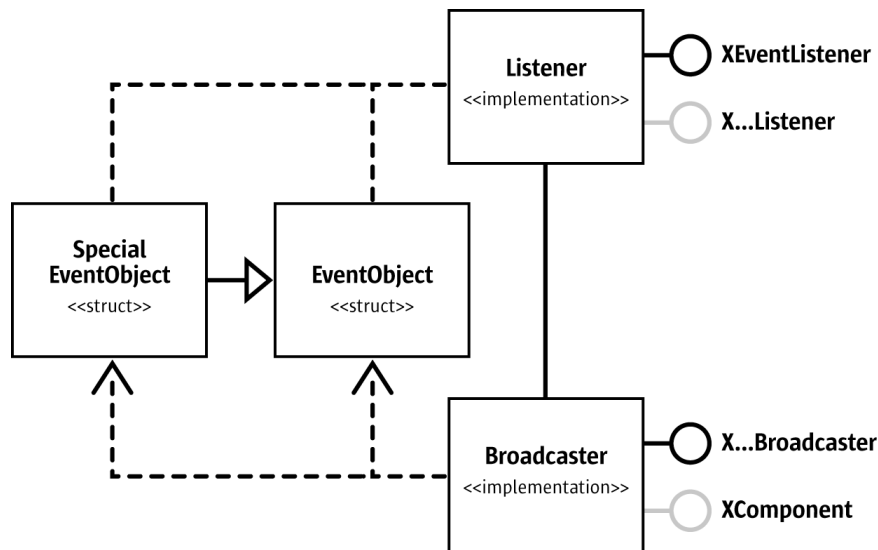 Listener
<<implementation>>
XEventListener
X...Listener
Special
EventObject
<<struct>>
EventObject
<<struct>>
Broadcaster
<<implementation>>
X...Broadcaster
XComponent